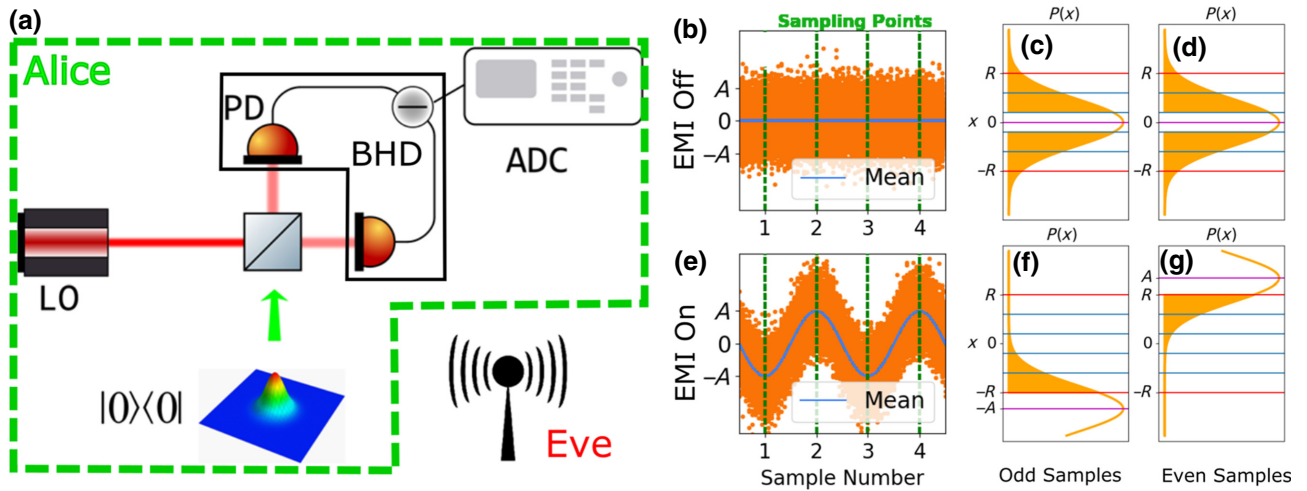 (a)
Alice
PD
BHD
ADC
LO
|0⟩⟨0|
Eve
Sampling Points
(b)
EMI Off
A
0
−A
Mean
1 2 3 4
P(x)
(c)
R
x 0
−R
P(x)
(d)
R
0
−R
(e)
EMI On
A
0
−A
Mean
1 2 3 4
Sample Number
P(x)
(f)
R
x 0
−R
−A
Odd Samples
P(x)
(g)
A
R
0
−R
Even Samples